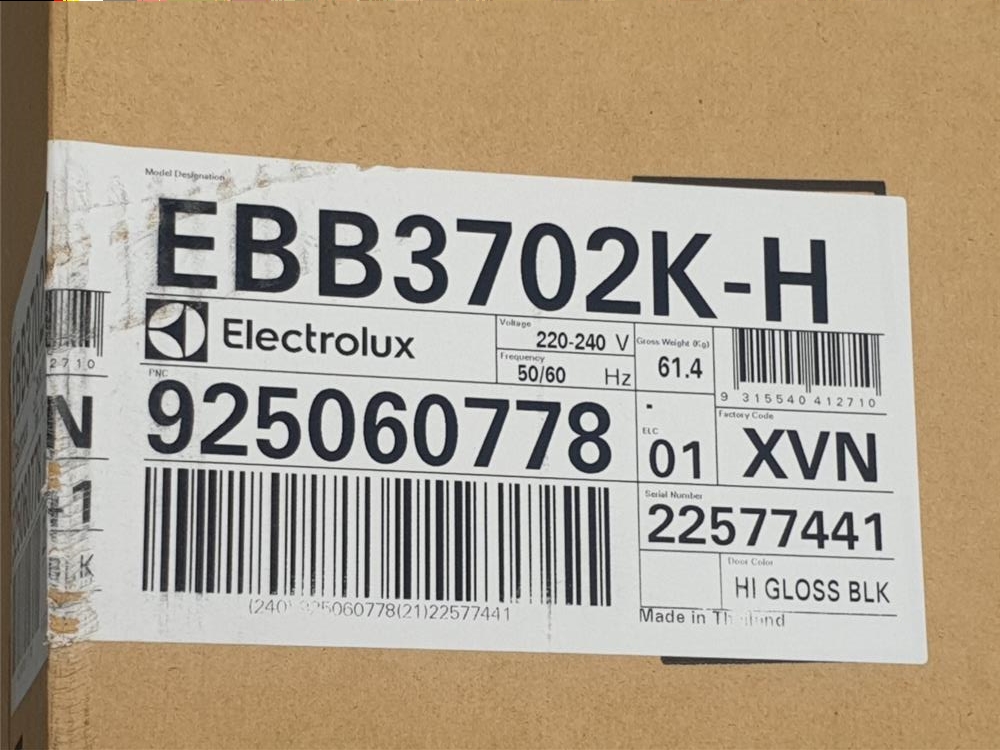 Model Designation
EBB3702K-H
Electrolux
Voltage
220-240 V
Frequency
50/60 Hz
Gross Weight (Kg)
61.4
9 315540 412710
PNC
925060778
-
ELC
01
Factory Code
XVN
Serial Number
22577441
Door Color
HI GLOSS BLK
(21)22577441
Made in
2710
N
1
K